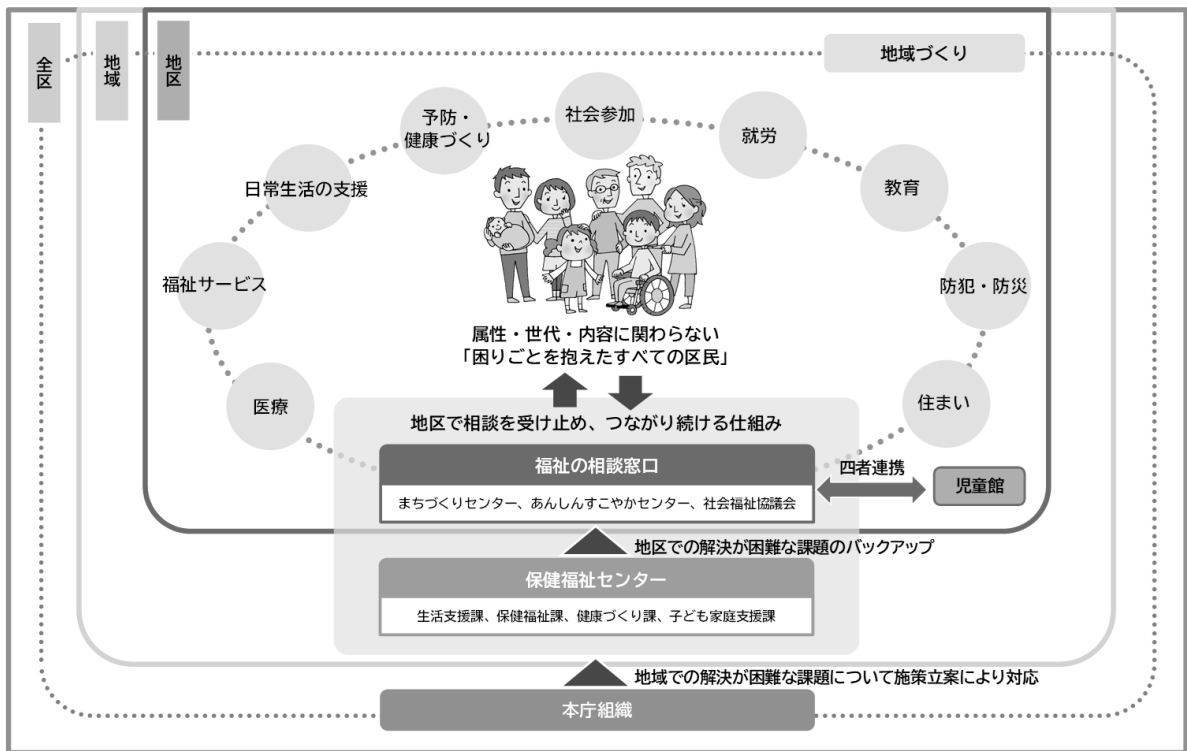 全区
地域
地区
地域づくり
予防・
健康づくり
社会参加
就労
日常生活の支援
教育
福祉サービス
防犯・防災
医療
住まい
属性・世代・内容に関わらない
「困りごとを抱えたすべての区民」
地区で相談を受け止め、つながり続ける仕組み
福祉の相談窓口
まちづくりセンター、あんしんすこやかセンター、社会福祉協議会
四者連携
児童館
地区での解決が困難な課題のバックアップ
保健福祉センター
生活支援課、保健福祉課、健康づくり課、子ども家庭支援課
地域での解決が困難な課題について施策立案により対応
本庁組織